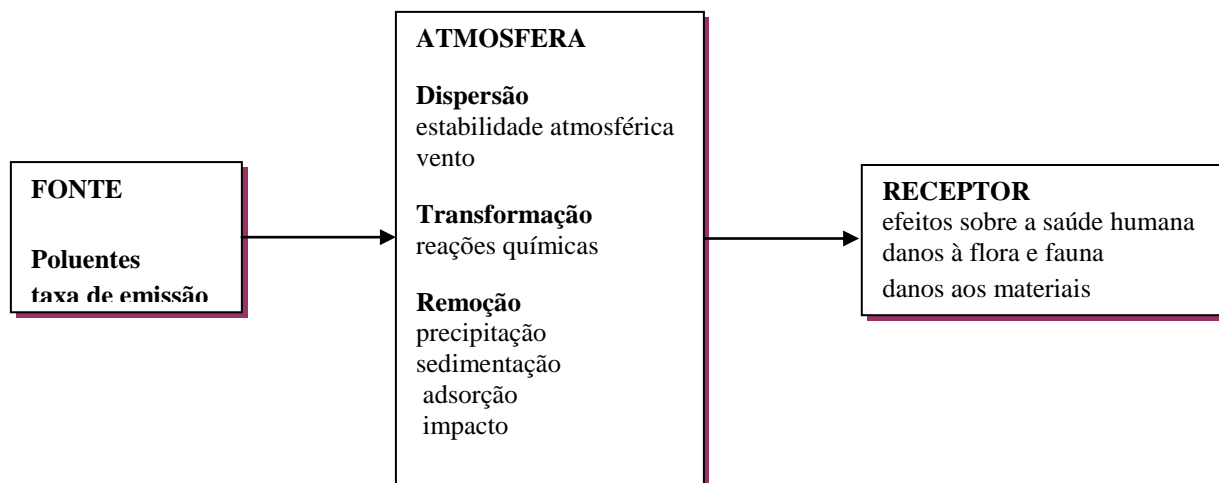 FONTE
Poluentes
taxa de emissão
ATMOSFERA
Dispersão
estabilidade atmosférica
vento
Transformação
reações químicas
Remoção
precipitação
sedimentação
adsorção
impacto
RECEPTOR
efeitos sobre a saúde humana
danos à flora e fauna
danos aos materiais